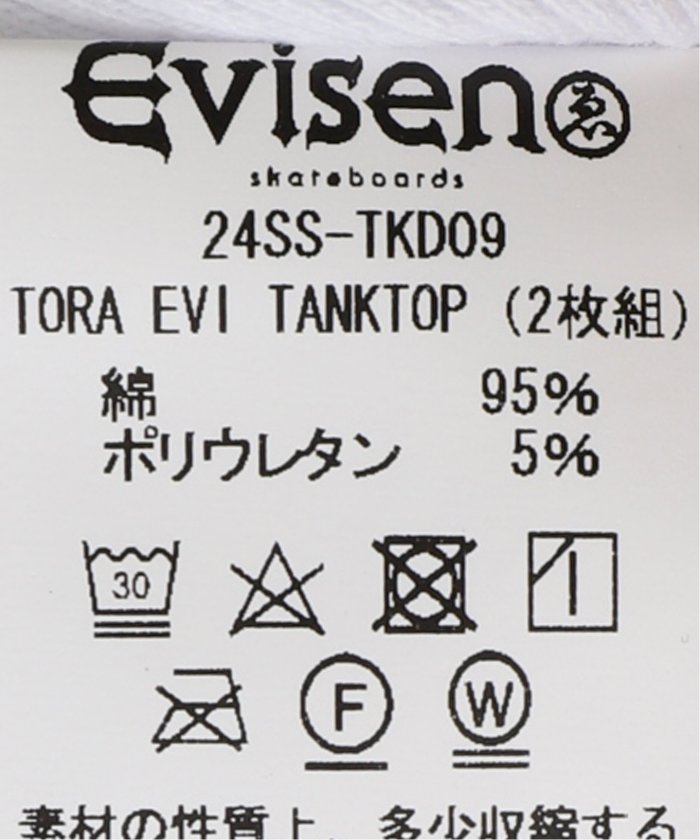 Evisen ゑ
skateboards
24SS-TKD09
TORA EVI TANKTOP (2枚組)
綿 95%
ポリウレタン 5%
30
F W
素材の性質上、多少収縮する